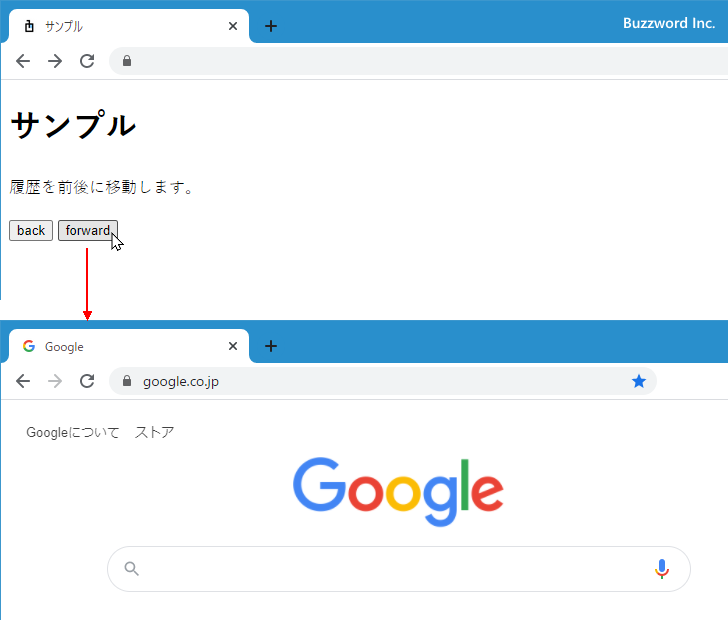 サンプル
Buzzword Inc.
サンプル
履歴を前後に移動します。
back forward
Google
google.co.jp
Googleについて ストア
Google